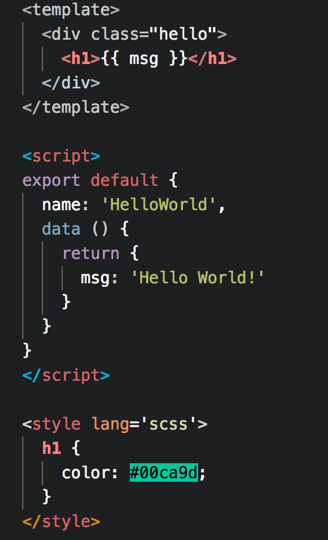 <template>
  <div class="hello">
    <h1>{{ msg }}</h1>
  </div>
</template>

<script>
export default {
  name: 'HelloWorld',
  data () {
    return {
      msg: 'Hello World!'
    }
  }
}
</script>

<style lang='scss'>
  h1 {
    color: #00ca9d;
  }
</style>